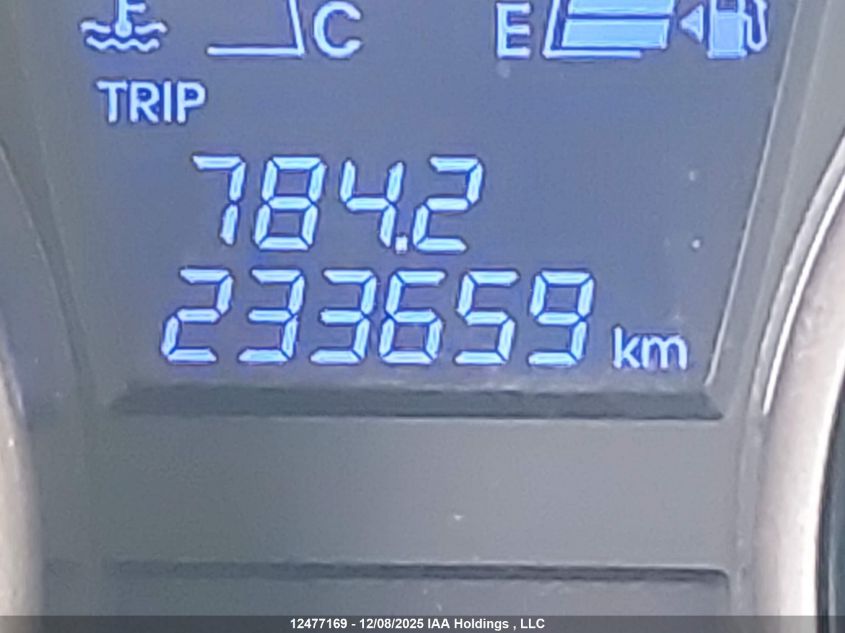 C E
TRIP
784.2
233659 km
12477169 - 12/08/2025 IAA Holdings , LLC